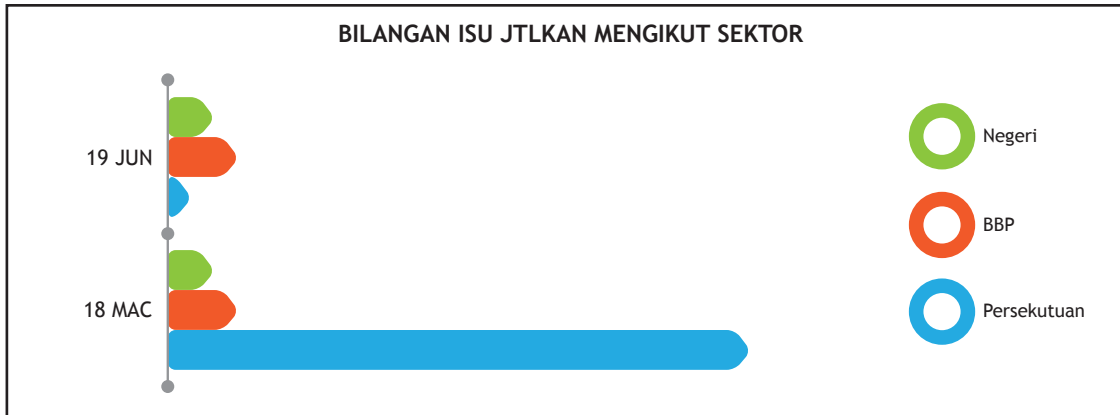 BILANGAN ISU JTLKAN MENGIKUT SEKTOR
19 JUN
18 MAC
Negeri
BBP
Persekutuan